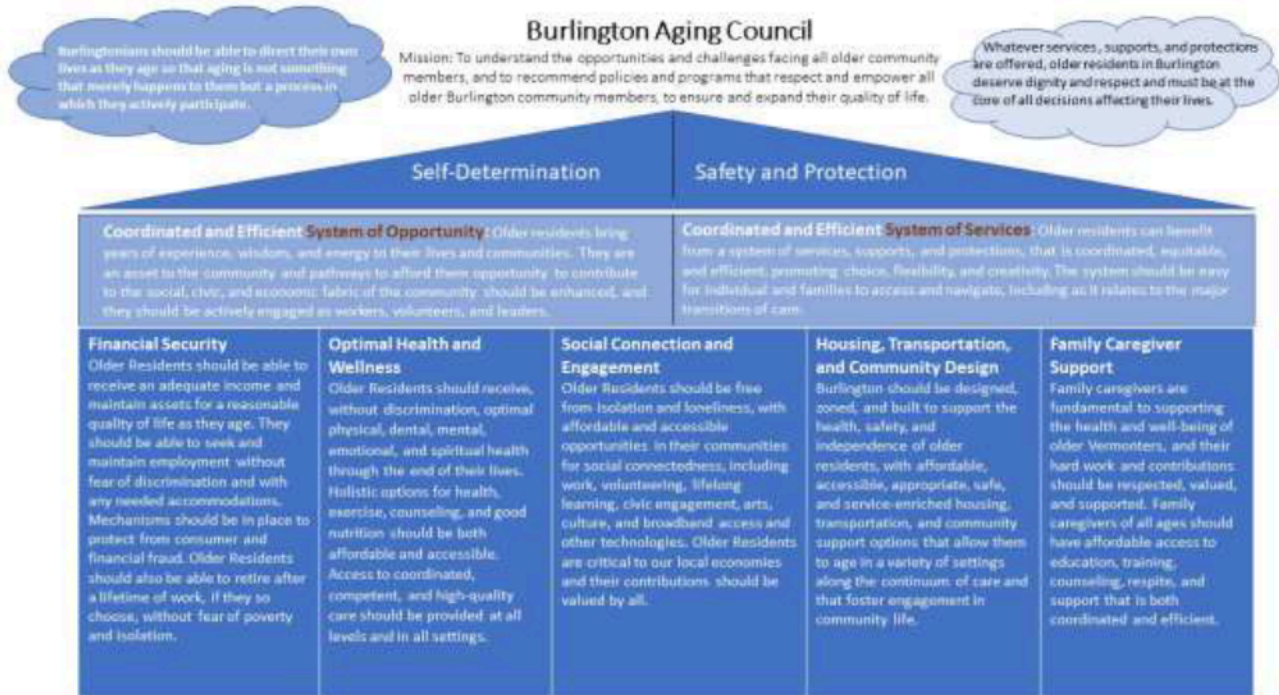 Burlingtonians should be able to direct their own
lives as they age so that aging is not something
that merely happens to them but a process in
which they actively participate.
Burlington Aging Council
Mission: To understand the opportunities and challenges facing all older community
members, and to recommend policies and programs that respect and empower all
older Burlington community members, to ensure and expand their quality of life.
Whatever services, supports, and protections
are offered, older residents in Burlington
deserve dignity and respect and must be at the
core of all decisions affecting their lives.
Self-Determination
Safety and Protection
Coordinated and Efficient System of Opportunity: Older residents bring
years of experience, wisdom, and energy to their lives and communities. They are
an asset to the community and pathways to afford them opportunity to contribute
to the social, civic, and economic fabric of the community should be enhanced, and
they should be actively engaged as workers, volunteers, and leaders.
Coordinated and Efficient System of Services: Older residents can benefit
from a system of services, supports, and protections, that is coordinated, equitable,
and efficient, promoting choice, flexibility, and creativity. The system should be easy
for individual and families to access and navigate, including as it relates to the major
transitions of care.
Financial Security
Older Residents should be able to
receive an adequate income and
maintain assets for a reasonable
quality of life as they age. They
should be able to seek and
maintain employment without
fear of discrimination and with
any needed accommodations.
Mechanisms should be in place to
protect from consumer and
financial fraud. Older Residents
should also be able to retire after
a lifetime of work, if they so
choose, without fear of poverty
and isolation.
Optimal Health and
Wellness
Older Residents should receive,
without discrimination, optimal
physical, dental, mental,
emotional, and spiritual health
through the end of their lives.
Holistic options for health,
exercise, counseling, and good
nutrition should be both
affordable and accessible.
Access to coordinated,
competent, and high-quality
care should be provided at all
levels and in all settings.
Social Connection and
Engagement
Older Residents should be free
from isolation and loneliness, with
affordable and accessible
opportunities in their communities
for social connectedness, including
work, volunteering, lifelong
learning, civic engagement, arts,
culture, and broadband access and
other technologies. Older Residents
are critical to our local economies
and their contributions should be
valued by all.
Housing, Transportation,
and Community Design
Burlington should be designed,
zoned, and built to support the
health, safety, and
independence of older
residents, with affordable,
accessible, appropriate, safe,
and service-enriched housing,
transportation, and community
support options that allow them
to age in a variety of settings
along the continuum of care and
that foster engagement in
community life.
Family Caregiver
Support
Family caregivers are
fundamental to supporting
the health and well-being of
older Vermonters, and their
hard work and contributions
should be respected, valued,
and supported. Family
caregivers of all ages should
have affordable access to
education, training,
counseling, respite, and
support that is both
coordinated and efficient.